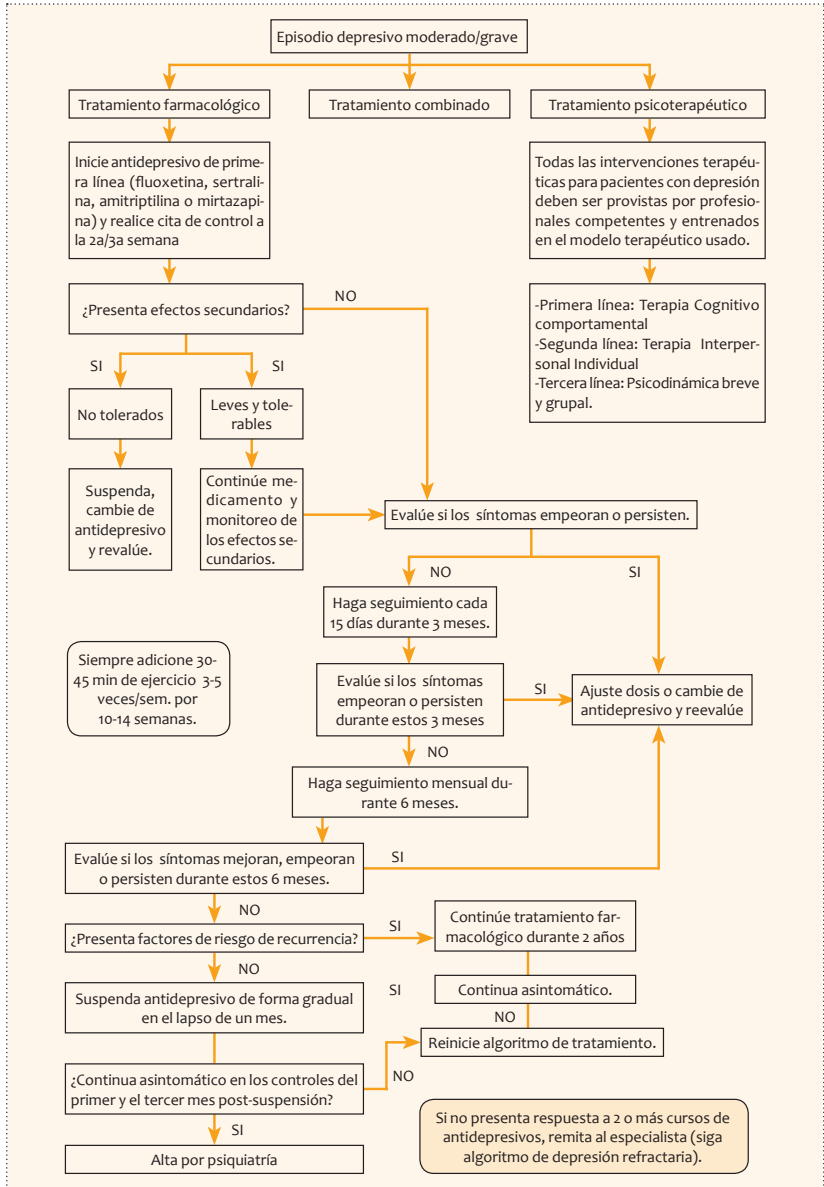 Episodio depresivo moderado/grave
Tratamiento farmacológico
Tratamiento combinado
Tratamiento psicoterapéutico
Inicie antidepresivo de prime-
ra línea (fluoxetina, sertrali-
na, amitriptilina o mirtazapi-
na) y realice cita de control a
la 2a/3a semana
Todas las intervenciones terapéu-
ticas para pacientes con depresión
deben ser provistas por profesio-
nales competentes y entrenados
en el modelo terapéutico usado.
¿Presenta efectos secundarios?
NO
-Primera línea: Terapia Cognitivo
comportamental
-Segunda línea: Terapia Interper-
sonal Individual
-Tercera línea: Psicodinámica breve
y grupal.
SI
SI
No tolerados
Leves y tole-
rables
Suspenda,
cambie de
antidepresivo
y revalúe.
Continúe me-
dicamento y
monitoreo de
los efectos se-
cundarios.
Evalúe si los síntomas empeoran o persisten.
NO
SI
Haga seguimiento cada
15 días durante 3 meses.
Siempre adicione 30-
45 min de ejercicio 3-5
veces/sem. por
10-14 semanas.
Evalúe si los síntomas
empeoran o persisten
durante estos 3 meses
SI
Ajuste dosis o cambie de
antidepresivo y reevalúe
NO
Haga seguimiento mensual du-
rante 6 meses.
Evalúe si los síntomas mejoran, empeoran
o persisten durante estos 6 meses.
SI
NO
¿Presenta factores de riesgo de recurrencia?
SI
Continúe tratamiento far-
macológico durante 2 años
NO
Suspenda antidepresivo de forma gradual
en el lapso de un mes.
SI
Continua asintomático.
NO
Reinicie algoritmo de tratamiento.
¿Continua asintomático en los controles del
primer y el tercer mes post-suspensión?
NO
SI
Alta por psiquiatría
Si no presenta respuesta a 2 o más cursos de
antidepresivos, remita al especialista (siga
algoritmo de depresión refractaria).